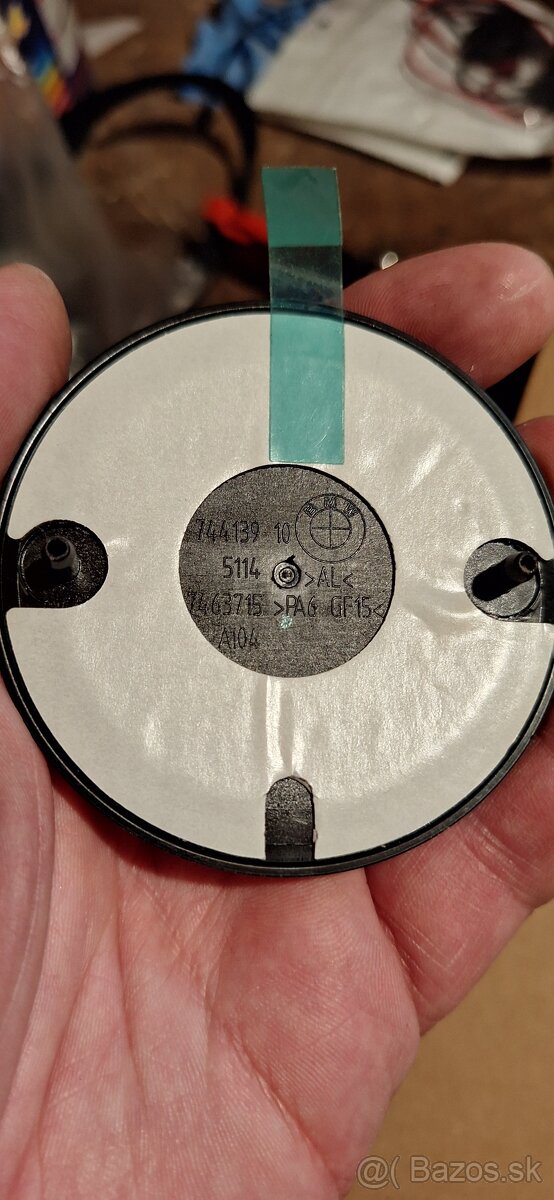 BMW
744139-10
5114 >AL<
7463715 >PA6 GF15<
A104
@( Bazos.sk